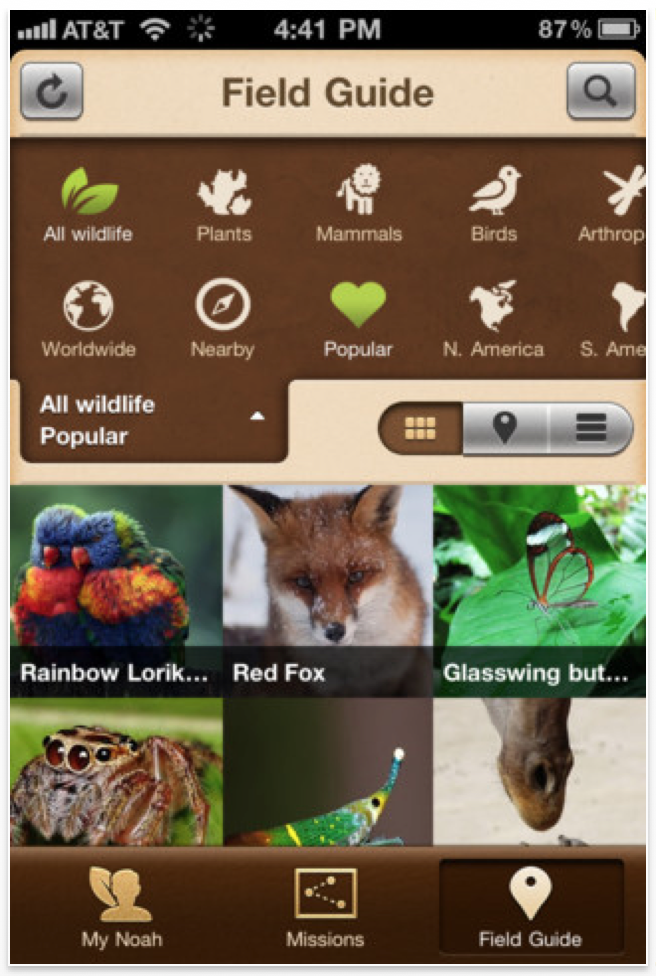 AT&T 4:41 PM 87%
Field Guide
All wildlife Plants Mammals Birds Arthrop
Worldwide Nearby Popular N. America S. Ame
All wildlife
Popular
Rainbow Lorik... Red Fox Glasswing but...
My Noah Missions Field Guide